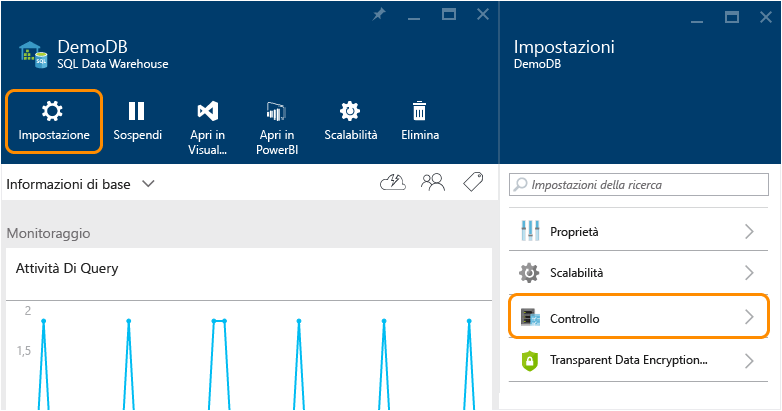 DemoDB
SQL Data Warehouse
Impostazione
Sospendi
Apri in
Visual...
Apri in
PowerBI
Scalabilità
Elimina
Informazioni di base
Monitoraggio
Attività Di Query
2
1,5
Impostazioni
DemoDB
Impostazioni della ricerca
Proprietà
Scalabilità
Controllo
Transparent Data Encryption...